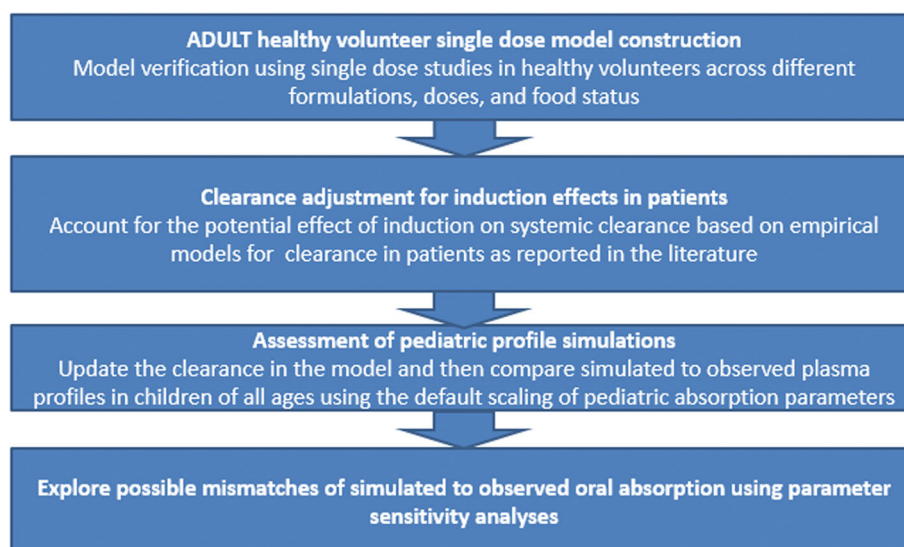 ADULT healthy volunteer single dose model construction
Model verification using single dose studies in healthy volunteers across different
formulations, doses, and food status
Clearance adjustment for induction effects in patients
Account for the potential effect of induction on systemic clearance based on empirical
models for clearance in patients as reported in the literature
Assessment of pediatric profile simulations
Update the clearance in the model and then compare simulated to observed plasma
profiles in children of all ages using the default scaling of pediatric absorption parameters
Explore possible mismatches of simulated to observed oral absorption using parameter
sensitivity analyses